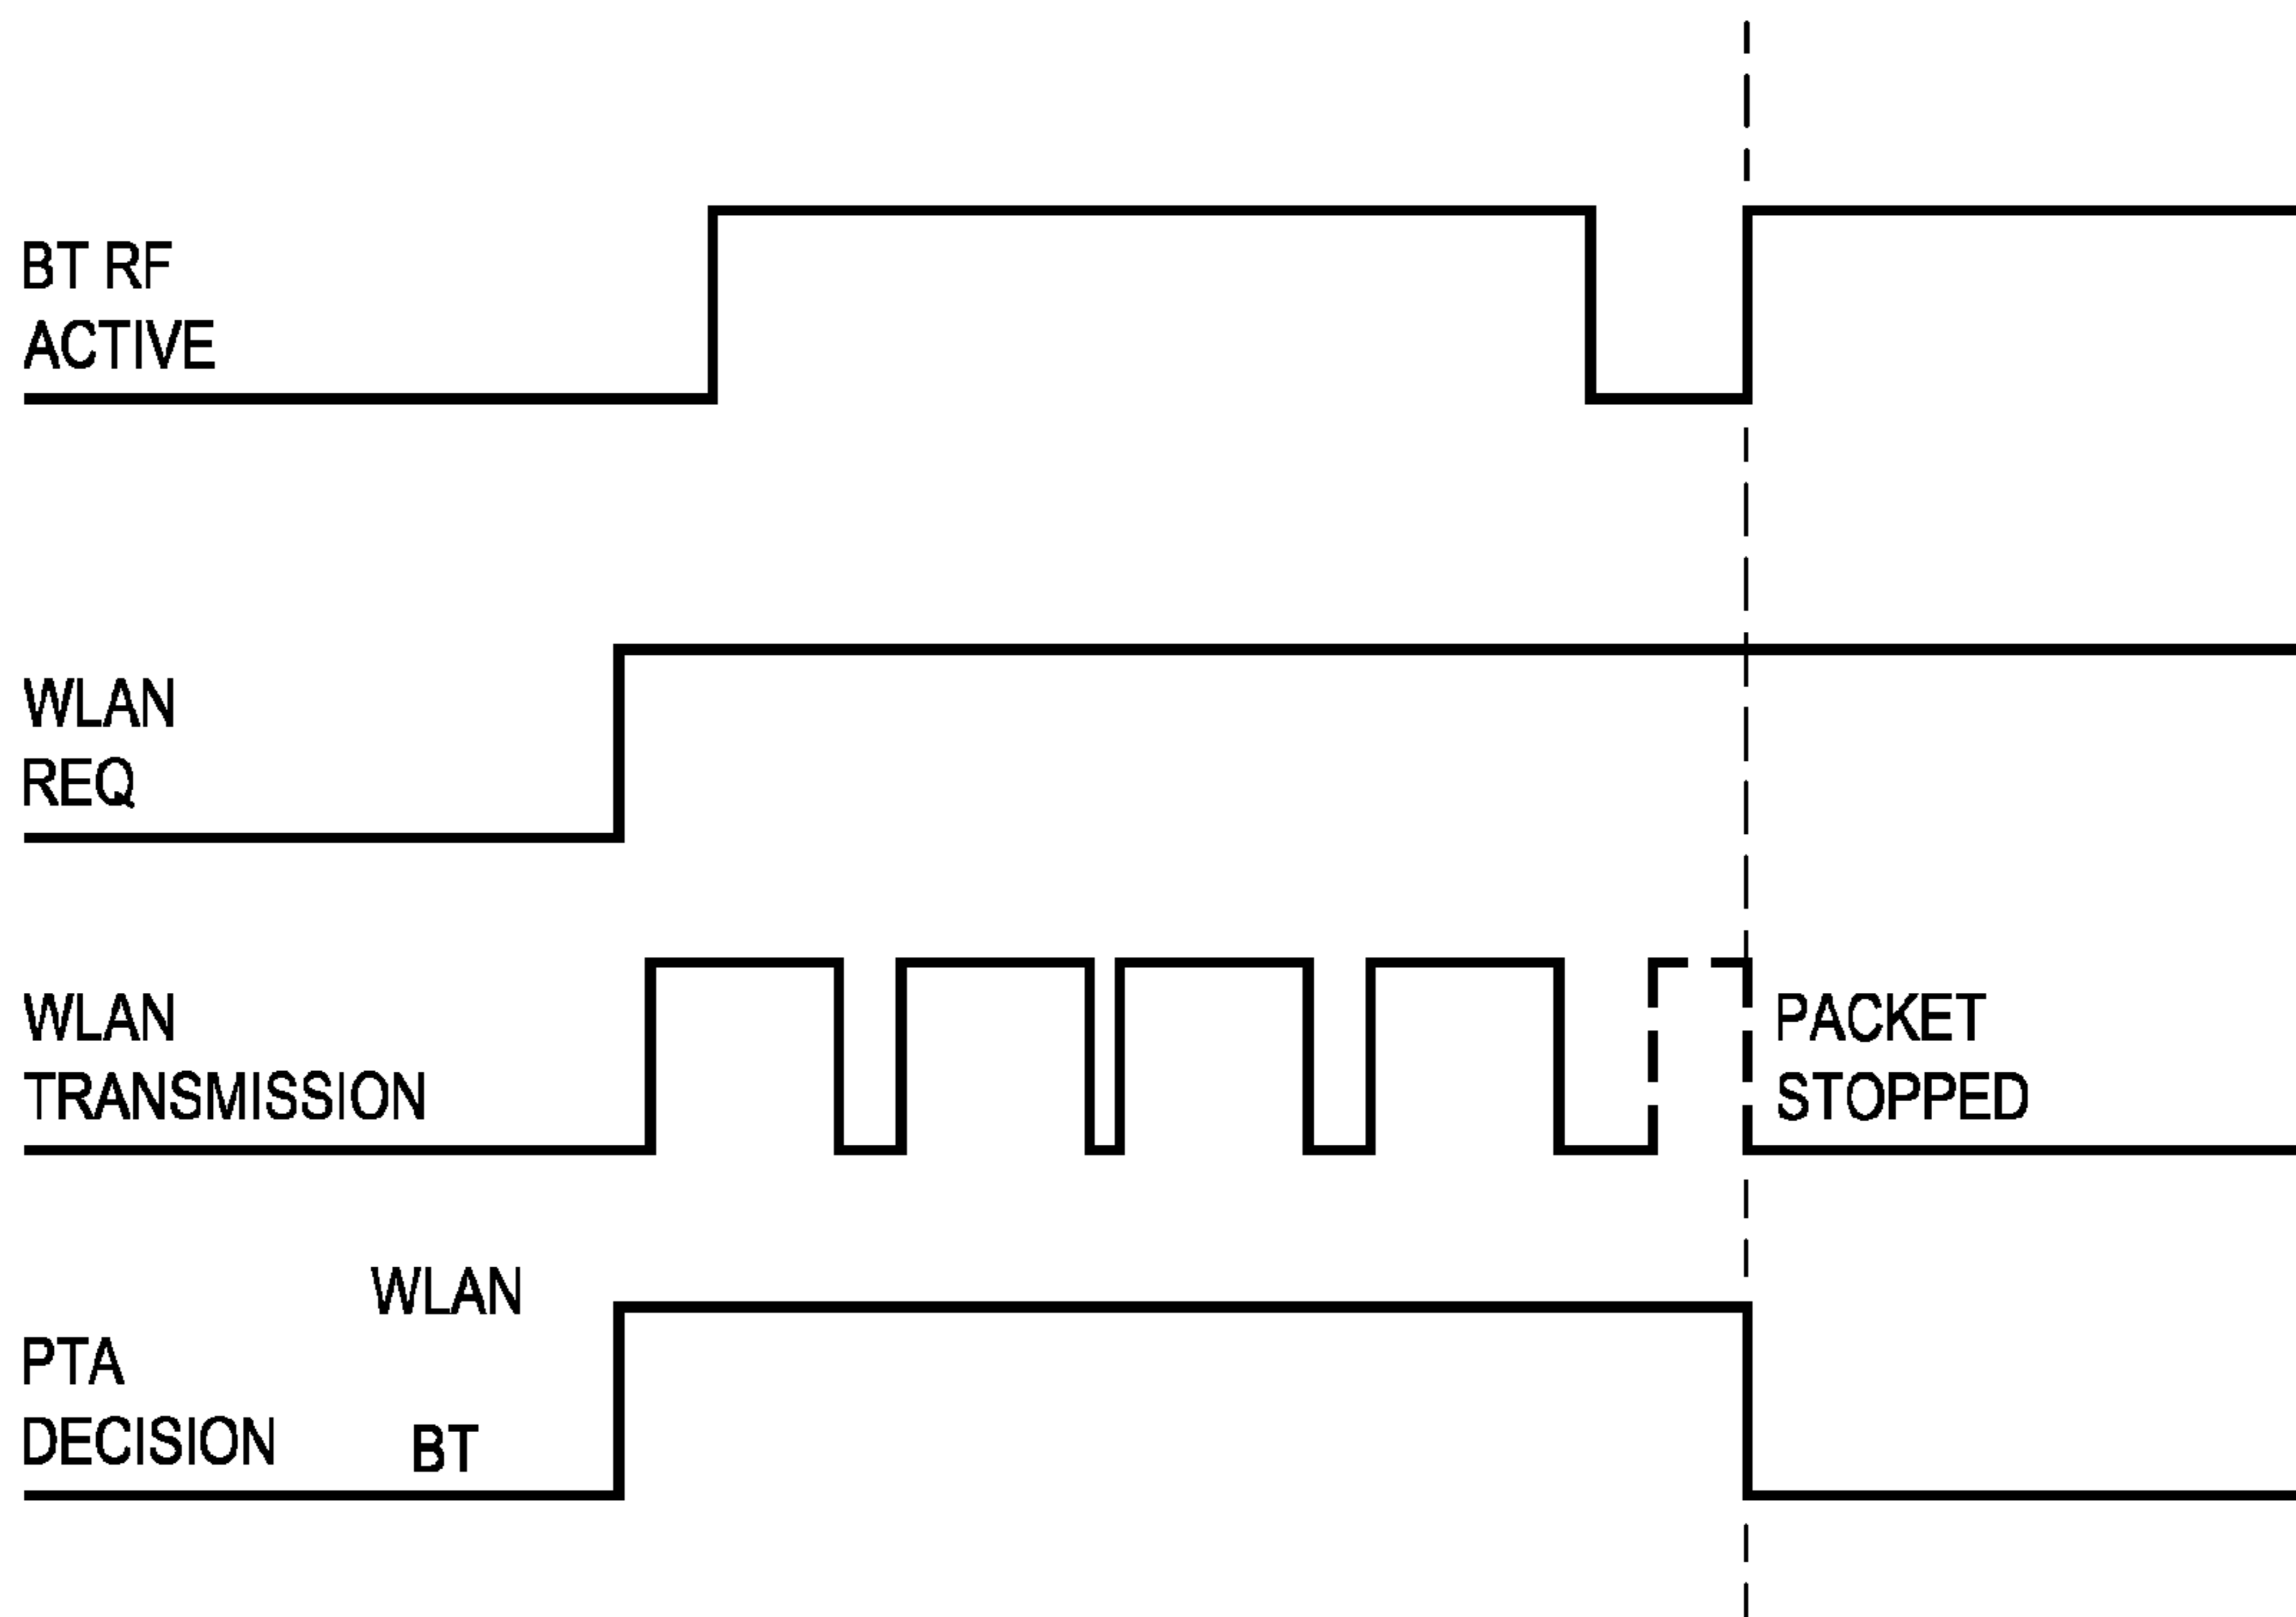 BT RF
ACTIVE
WLAN
REQ
WLAN
TRANSMISSION
PACKET
STOPPED
WLAN
PTA
DECISION
BT